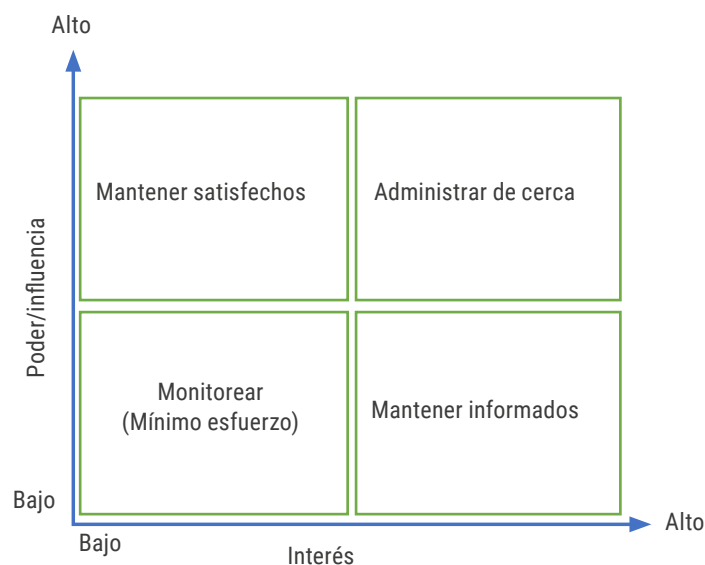 Alto
Mantener satisfechos
Administrar de cerca
Poder/influencia
Monitorear
(Mínimo esfuerzo)
Mantener informados
Bajo
Alto
Bajo
Interés